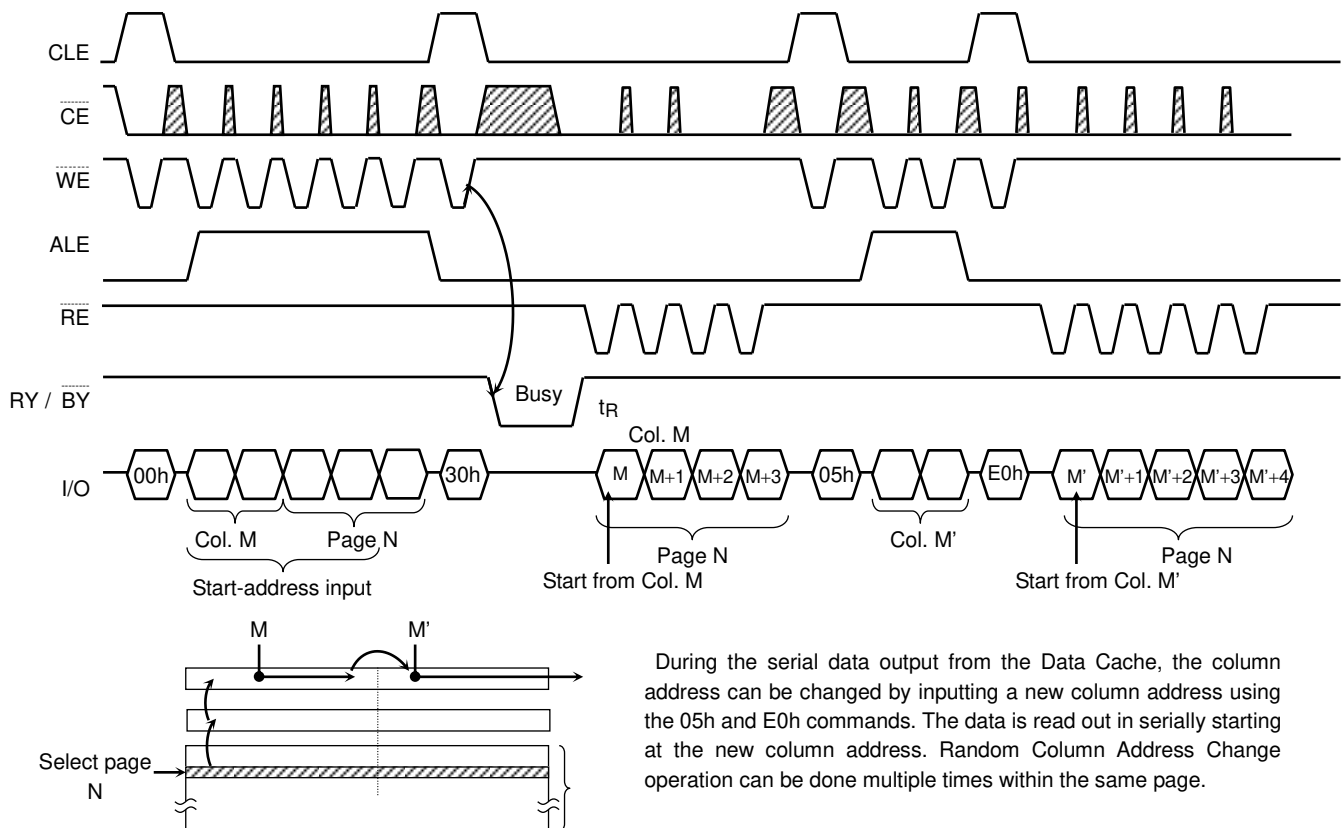 CLE
CE
WE
ALE
RE
RY / BY
Busy
tR
Col. M
I/O
00h
30h
M
M+1
M+2
M+3
05h
E0h
M'
M'+1
M'+2
M'+3
M'+4
Col. M
Page N
Start-address input
Page N
Start from Col. M
Col. M'
Page N
Start from Col. M'
M
M'
Select page
N
During the serial data output from the Data Cache, the column
address can be changed by inputting a new column address using
the 05h and E0h commands. The data is read out in serially starting
at the new column address. Random Column Address Change
operation can be done multiple times within the same page.